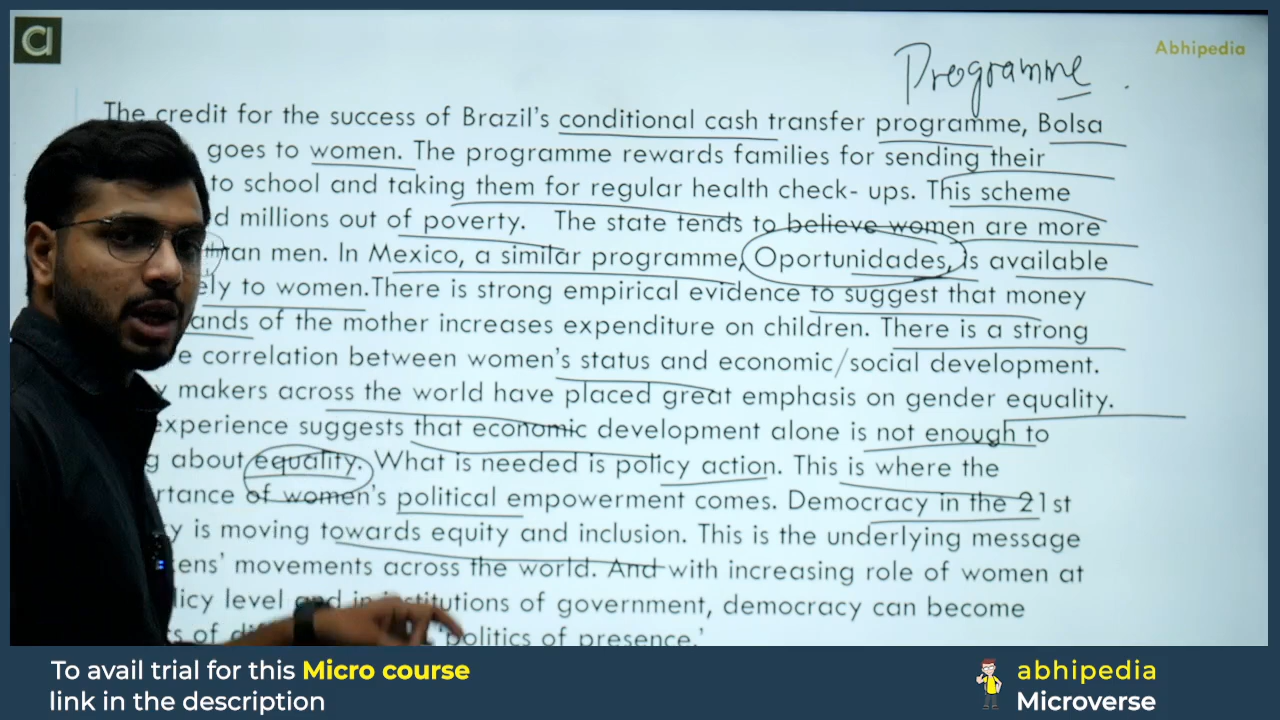 Programme
Abhipedia
The credit for the success of Brazil's conditional cash transfer programme, Bolsa
goes to women. The programme rewards families for sending their
to school and taking them for regular health check- ups. This scheme
millions out of poverty. The state tends to believe women are more
than men. In Mexico, a similar programme, Oportunidades, is available
to women.There is strong empirical evidence to suggest that money
of the mother increases expenditure on children. There is a strong
correlation between women's status and economic/social development.
makers across the world have placed great emphasis on gender equality.
experience suggests that economic development alone is not enough to
about equality. What is needed is policy action. This is where the
of women's political empowerment comes. Democracy in the 21st
is moving towards equity and inclusion. This is the underlying message
movements across the world. And with increasing role of women at
level and in institutions of government, democracy can become
of 'politics of presence.'
To avail trial for this Micro course
link in the description
abhipedia
Microverse